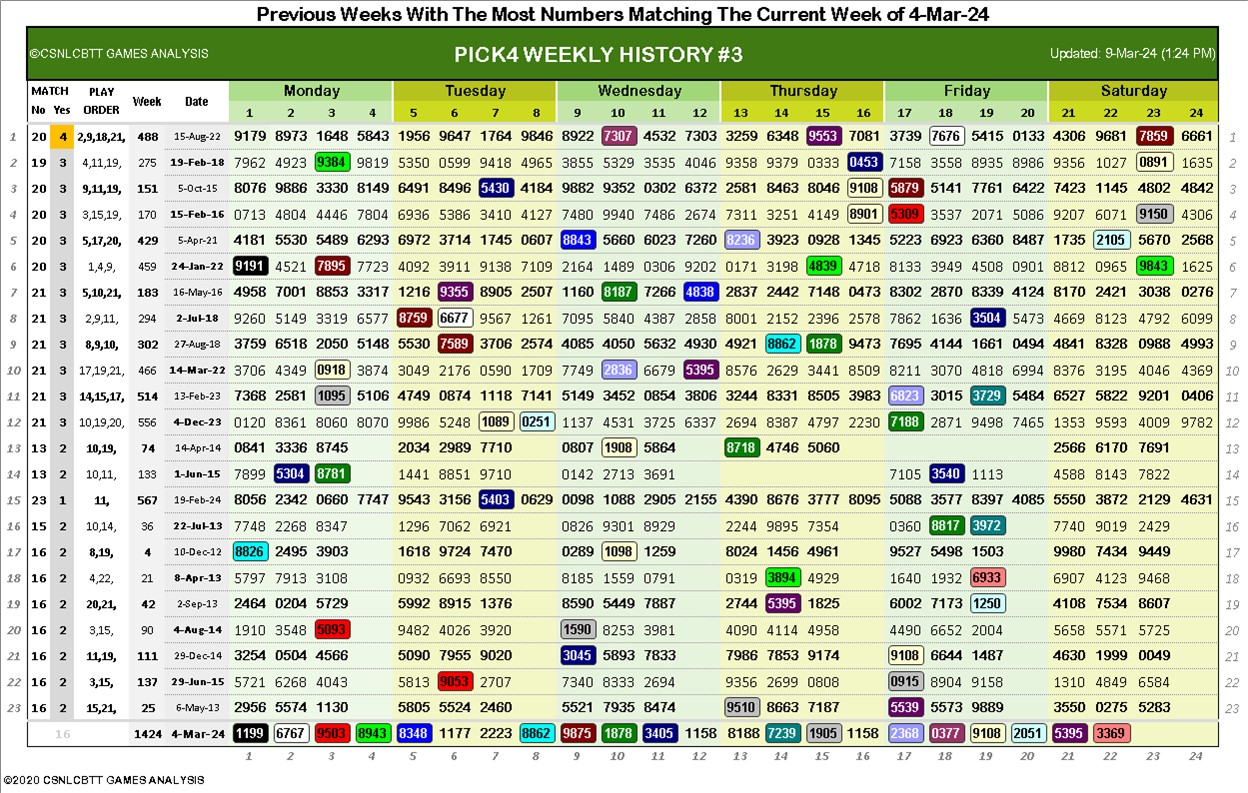 Previous Weeks With The Most Numbers Matching The Current Week of 4-Mar-24
©CSNLCBTT GAMES ANALYSIS PICK4 WEEKLY HISTORY #3 Updated: 9-Mar-24 (1:24 PM)
MATCH PLAY Week Date Monday Tuesday Wednesday Thursday Friday Saturday
No Yes ORDER 1 2 3 4 5 6 7 8 9 10 11 12 13 14 15 16 17 18 19 20 21 22 23 24
1 20 4 2,9,18,21, 488 15-Aug-22 9179 8973 1648 5843 1956 9647 1764 9846 8922 7307 4532 7303 3259 6348 9553 7081 3739 7676 5415 0133 4306 9681 7859 6661 1
2 19 3 4,11,19, 275 19-Feb-18 7962 4923 9384 9819 5350 0599 9418 4965 3855 5329 3535 4046 9358 0979 0333 0453 7158 3558 8935 8986 9356 1027 0891 1635 2
3 20 3 9,11,19, 151 5-Oct-15 8076 9886 3330 8149 6491 8496 5430 4184 9882 9352 0302 6372 2581 8463 8046 9108 5879 5141 7761 6422 7423 1145 4802 4842 3
4 20 3 3,15,19, 170 15-Feb-16 0713 4804 4446 7804 6936 5386 3410 4127 7480 9940 7486 2674 7311 3251 4149 8901 5309 3537 2071 5086 9207 6071 9150 4306 4
5 20 3 5,17,20, 429 5-Apr-21 4181 5530 5489 6293 6972 3714 1745 0607 8843 5660 6023 7260 8236 3923 0928 1345 5223 6923 6360 8487 1735 2105 5670 2568 5
6 20 3 1,4,9, 459 24-Jan-22 9191 4521 7895 7723 4092 3911 9138 7109 2164 1489 0306 9202 0171 3198 4839 4718 8133 3949 4508 0901 8812 0965 9843 1625 6
7 21 3 5,10,21, 183 16-May-16 4958 7001 8853 3317 1216 9355 8905 2507 1160 8187 7266 4838 2837 2442 7148 0473 3802 2870 8339 4124 8170 2421 3038 0276 7
8 21 3 2,9,11, 294 2-Jul-18 9260 5149 3319 6577 8759 6677 9567 1261 7095 5840 4387 2858 8001 2152 2396 2578 7862 1636 3504 5473 4669 8123 4792 6099 8
9 21 3 8,9,10, 302 27-Aug-18 3759 6518 2050 5148 5530 7589 3706 2574 4085 4050 5632 4930 4921 8862 1878 9473 7695 4144 1661 0494 4841 8328 0988 4993 9
10 21 3 17,19,21, 466 14-Mar-22 3706 4349 0918 3874 3049 2176 0590 1709 7749 2836 6679 5395 8576 2629 3441 8509 8211 3070 4818 6994 8376 3195 4046 4369 10
11 21 3 14,15,17, 514 13-Feb-23 7368 2581 1095 5106 4749 0874 1118 7141 5149 3452 0854 3806 3244 8331 8505 3983 6823 3015 3729 5484 6527 5822 9201 0406 11
12 21 3 10,19,20, 556 4-Dec-23 0120 8361 8060 8070 9986 5248 1089 0251 1137 4531 3725 6337 2694 8387 4797 2230 7188 2871 9498 7465 1353 9593 4009 9782 12
13 13 2 10,19, 74 14-Apr-14 0841 3336 8745 2034 2989 7710 0807 1908 5864 8718 4746 5060 2566 6170 7691 13
14 13 2 10,11, 133 1-Jun-15 7899 5304 8781 1441 8851 9710 0142 2713 3691 7105 3540 1113 4588 8143 7822 14
15 23 1 11, 567 19-Feb-24 8056 2342 0660 7747 9543 3156 5403 0629 0098 1088 2905 2155 4390 8676 3777 8095 5088 3577 8397 4085 5550 3872 2129 4631 15
16 15 2 10,14, 36 22-Jul-13 7748 2268 8347 1296 7062 6921 0826 9301 8929 2244 9895 7354 0360 8817 3972 7740 9019 2429 16
17 16 2 8,19, 4 10-Dec-12 8826 2495 3903 1618 9724 7470 0289 1098 1259 8024 1456 4961 9527 5498 1503 9980 7434 9449 17
18 16 2 4,22, 21 8-Apr-13 5797 7913 3108 0932 6693 8550 8185 1559 0791 0319 3894 4929 1640 1932 6933 6907 4123 9468 18
19 16 2 20,21, 42 2-Sep-13 2464 0204 5729 5992 8915 1376 8590 5449 7887 2744 5395 1825 6002 7173 1250 4108 7534 8607 19
20 16 2 3,15, 90 4-Aug-14 1910 3548 5093 9482 4026 3920 1590 8253 3981 4090 4114 4958 4490 6652 2004 5658 5571 5725 20
21 16 2 11,19, 111 29-Dec-14 3254 0504 4566 5090 7955 9020 3045 5893 7833 7986 7853 9174 9108 6644 1487 4630 1999 0049 21
22 16 2 3,15, 137 29-Jun-15 5721 6268 4043 5813 9053 2707 7340 8333 2694 9356 2699 0808 0915 8904 9158 1310 4849 6584 22
23 16 2 15,21, 25 6-May-13 2956 5574 1130 5805 5524 2460 5521 7935 8474 9510 8663 7187 5539 5573 9889 3550 0275 5283 23
16 1424 4-Mar-24 1199 6767 9503 8943 8348 1177 2223 8862 9875 1878 3405 1158 8188 7239 1905 1158 2368 0377 9108 2051 5395 3369
1 2 3 4 5 6 7 8 9 10 11 12 13 14 15 16 17 18 19 20 21 22 23 24
©2020 CSNLCBTT GAMES ANALYSIS